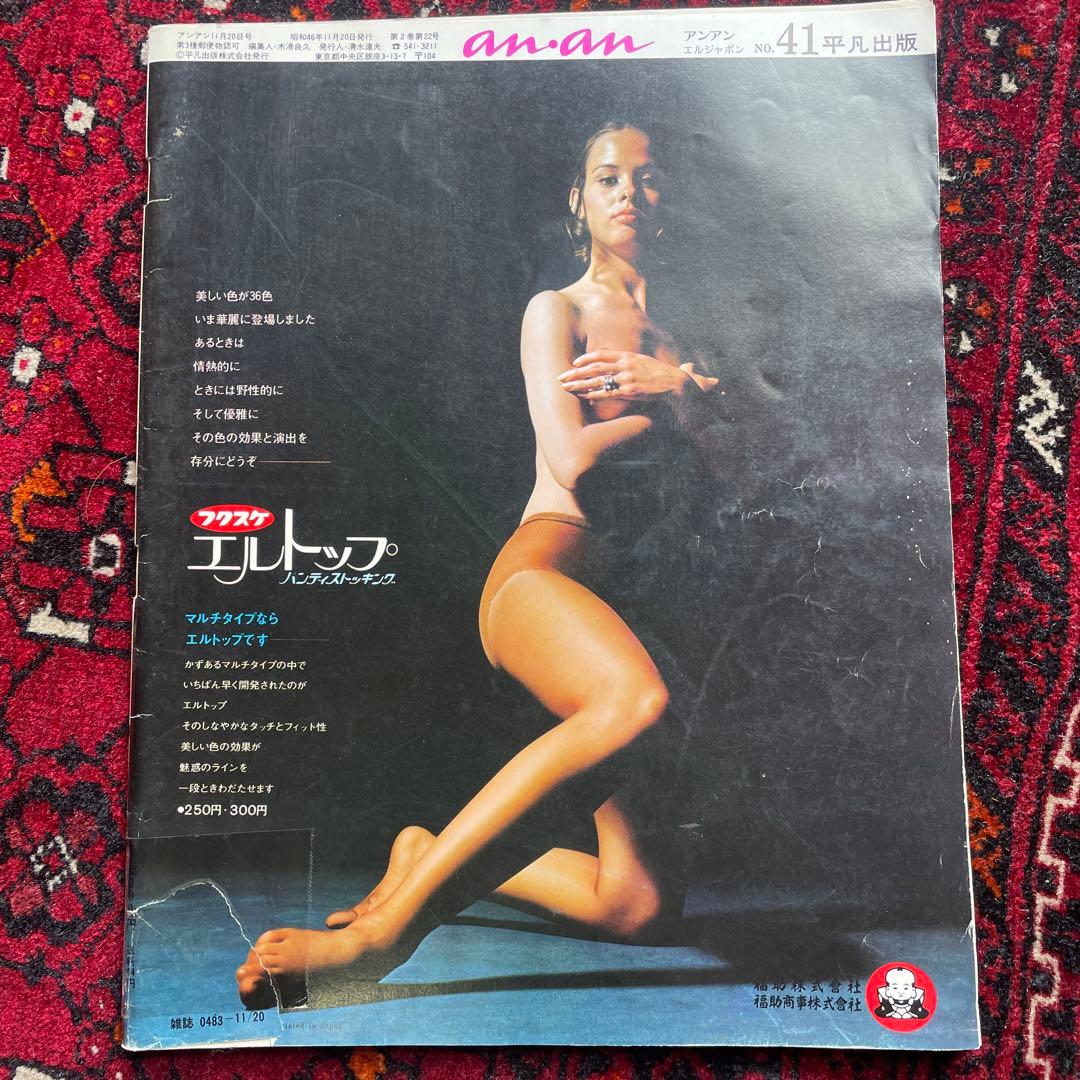 アンアン11月20日号 昭和46年11月20日発行 第2巻第22号
第3種郵便物認可 編集人・木滑良久 発行人・清水達夫 ☎ 541-3211
©平凡出版株式会社発行 東京都中央区銀座3-13-7 〒104
an・an
アンアン
エルジャポン
NO.41平凡出版
美しい色が36色
いま華麗に登場しました
あるときは
情熱的に
ときには野性的に
そして優雅に
その色の効果と演出を
存分にどうぞ――
フクスケ
エルトップ
パンティストッキング
マルチタイプなら
エルトップです――
かずあるマルチタイプの中で
いちばん早く開発されたのが
エルトップ
そのしなやかなタッチとフィット性
美しい色の効果が
魅惑のラインを
一段ときわだたせます
●250円・300円
福助株式會社
福助商事株式會社
雑誌 0483-11/20
Printed in Japan